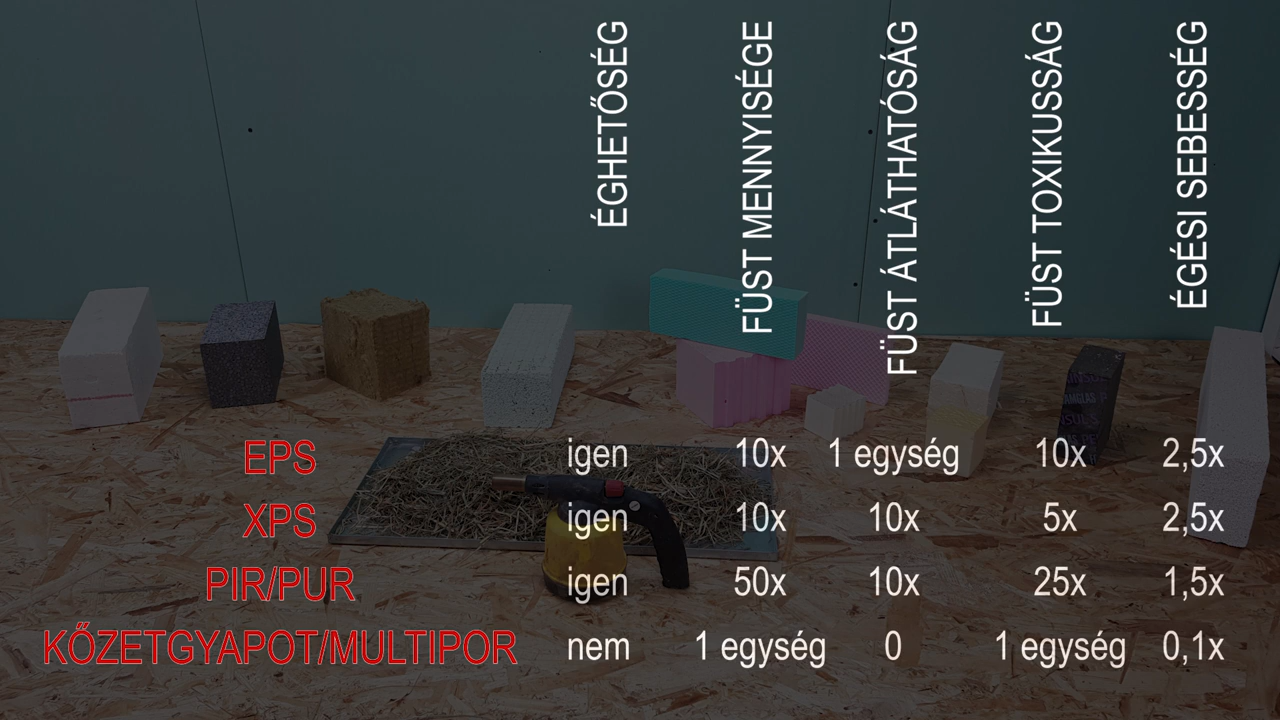 ÉGHETŐSÉG
FÜST MENNYISÉGE
FÜST ÁTLÁTHATÓSÁG
FÜST TOXIKUSSÁG
ÉGÉSI SEBESSÉG
EPS igen 10x 1 egység 10x 2,5x
XPS igen 10x 10x 5x 2,5x
PIR/PUR igen 50x 10x 25x 1,5x
KŐZETGYAPOT/MULTIPOR nem 1 egység 0 1 egység 0,1x